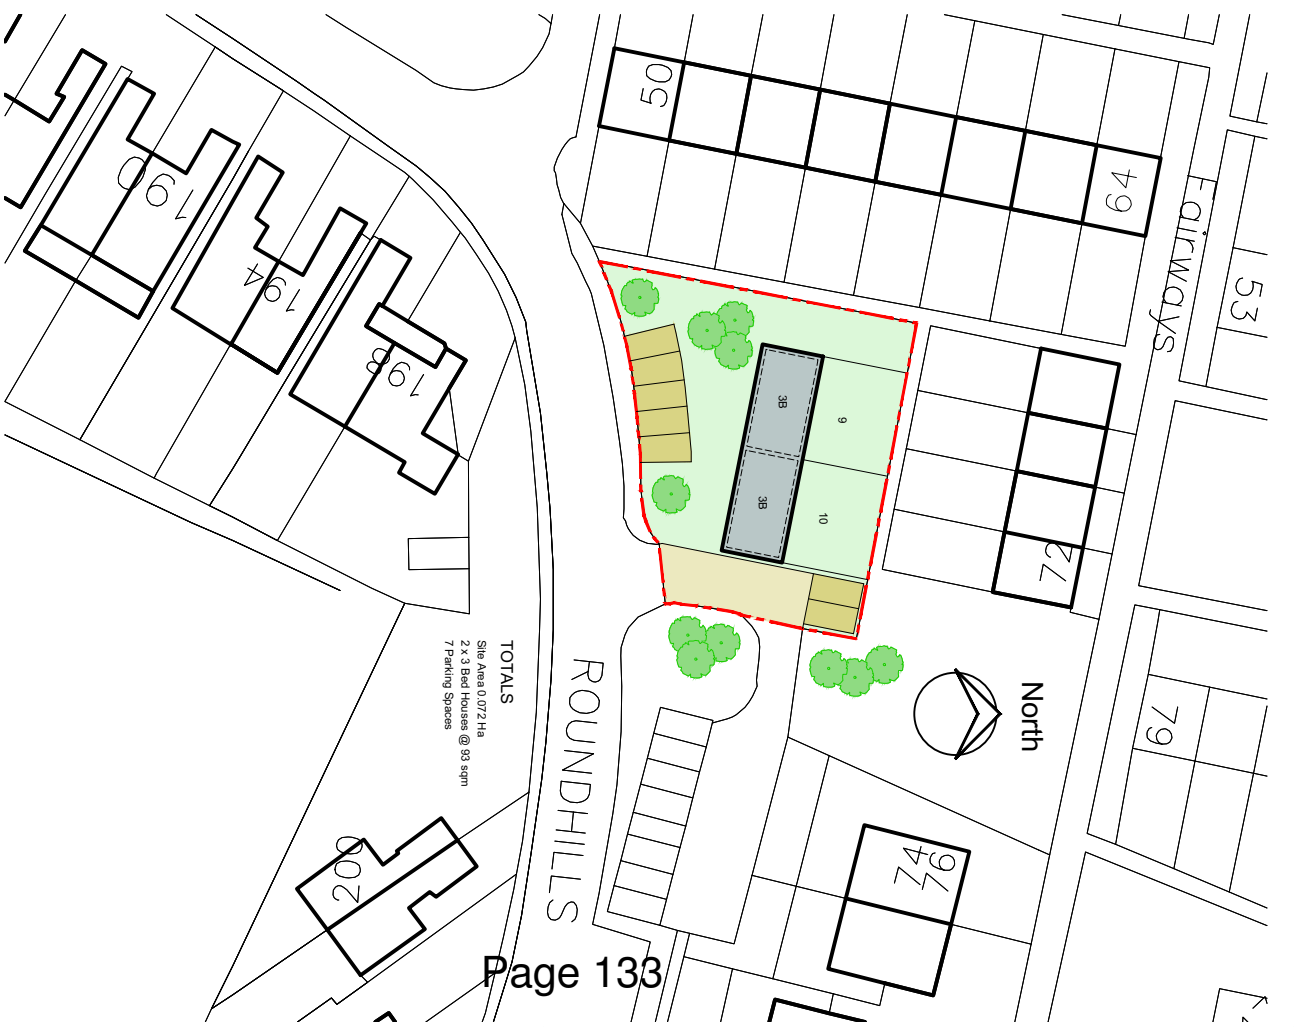 50
64
Fairways
53
190
194
198
3B
9
3B
10
72
North
79
TOTALS
Site Area 0.072 Ha
2 x 3 Bed Houses @ 93 sqm
7 Parking Spaces
ROUNDHILLS
200
74
76
Page 133